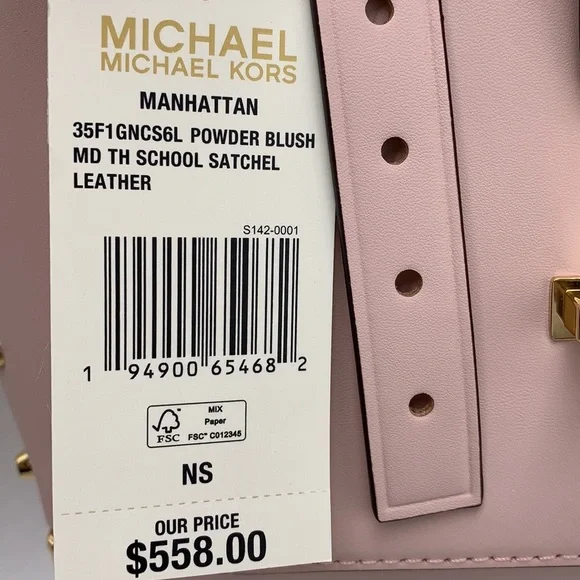 MICHAEL
MICHAEL KORS
MANHATTAN
35F1GNCS6L POWDER BLUSH
MD TH SCHOOL SATCHEL
LEATHER
S142-0001
1 94900 65468 2
FSC
MIX
Paper
FSC™ C012345
NS
OUR PRICE
$558.00